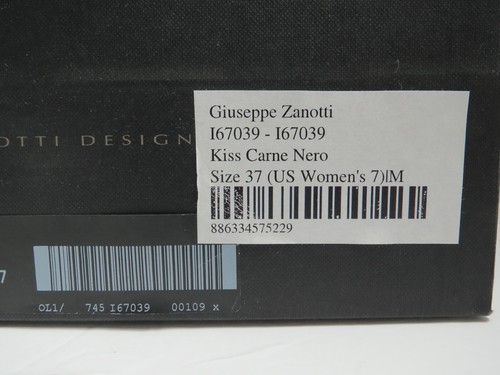 Giuseppe Zanotti
I67039 - I67039
Kiss Carne Nero
Size 37 (US Women's 7)|M
886334575229
OTTI DESIGN
7
OL1/ 745 I67039 00109 x